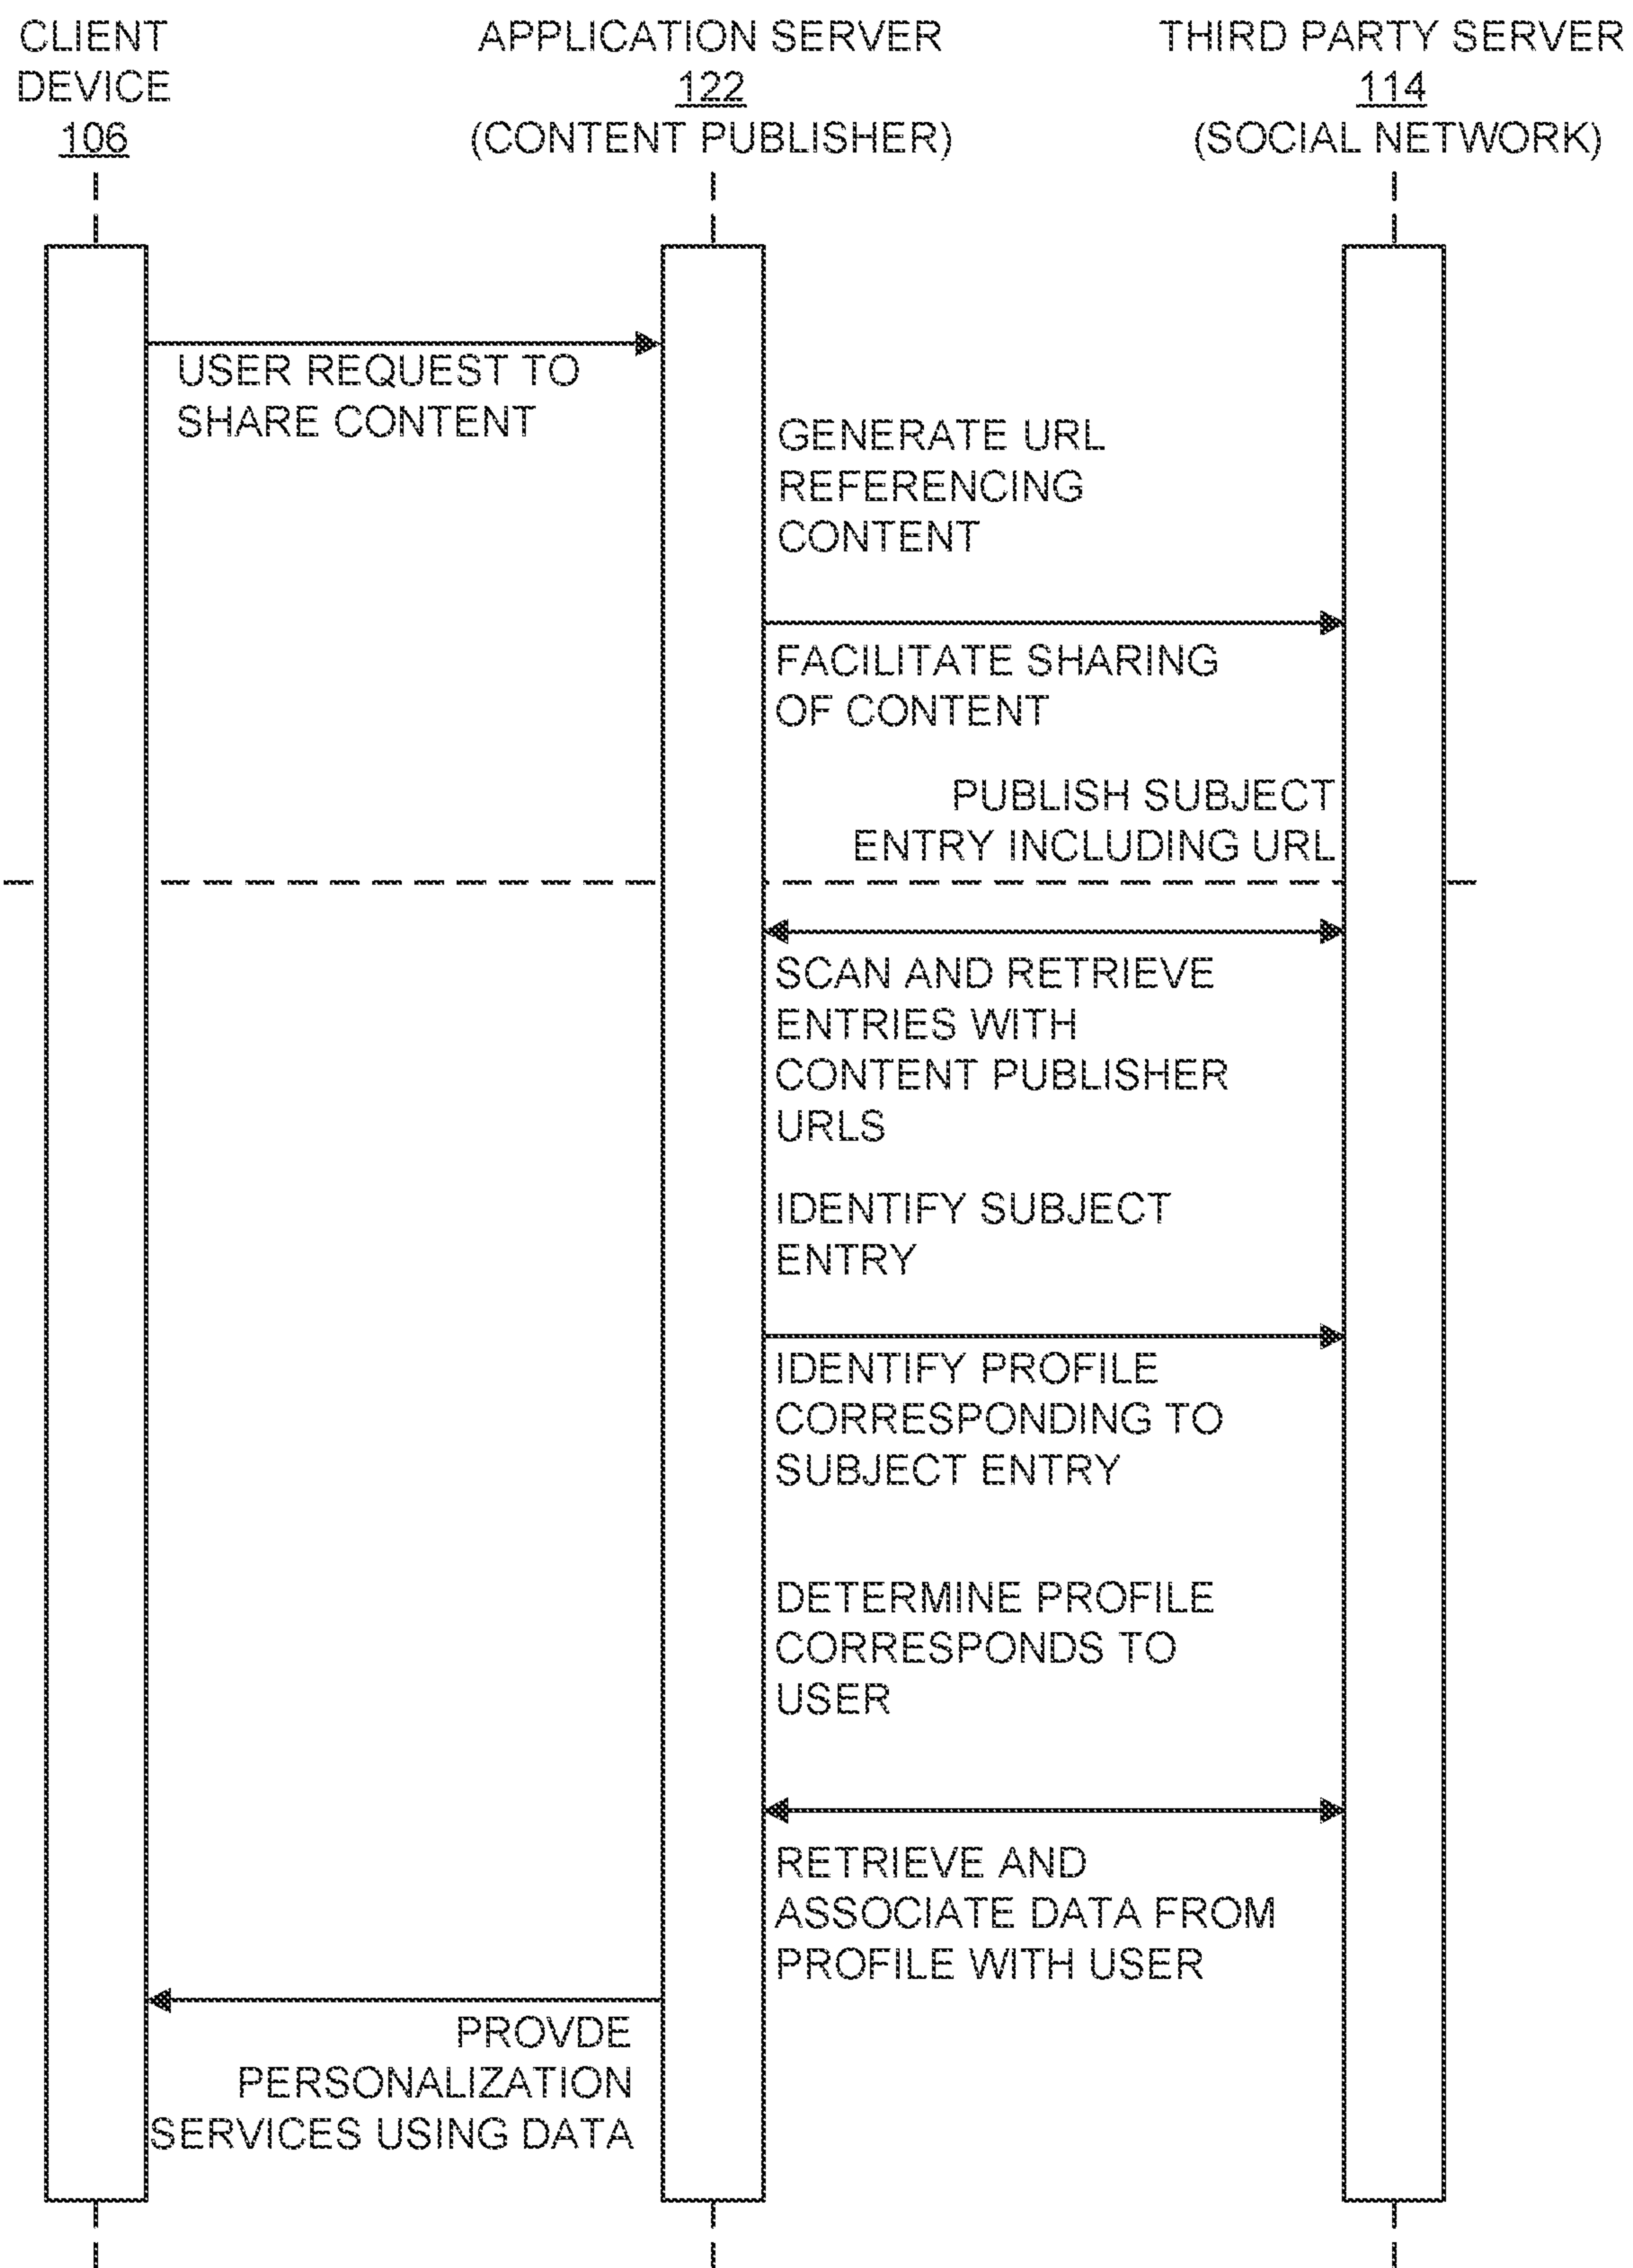 CLIENT
DEVICE
106
APPLICATION SERVER
122
(CONTENT PUBLISHER)
THIRD PARTY SERVER
114
(SOCIAL NETWORK)
USER REQUEST TO
SHARE CONTENT
GENERATE URL
REFERENCING
CONTENT
FACILITATE SHARING
OF CONTENT
PUBLISH SUBJECT
ENTRY INCLUDING URL
SCAN AND RETRIEVE
ENTRIES WITH
CONTENT PUBLISHER
URLS
IDENTIFY SUBJECT
ENTRY
IDENTIFY PROFILE
CORRESPONDING TO
SUBJECT ENTRY
DETERMINE PROFILE
CORRESPONDS TO
USER
RETRIEVE AND
ASSOCIATE DATA FROM
PROFILE WITH USER
PROVDE
PERSONALIZATION
SERVICES USING DATA